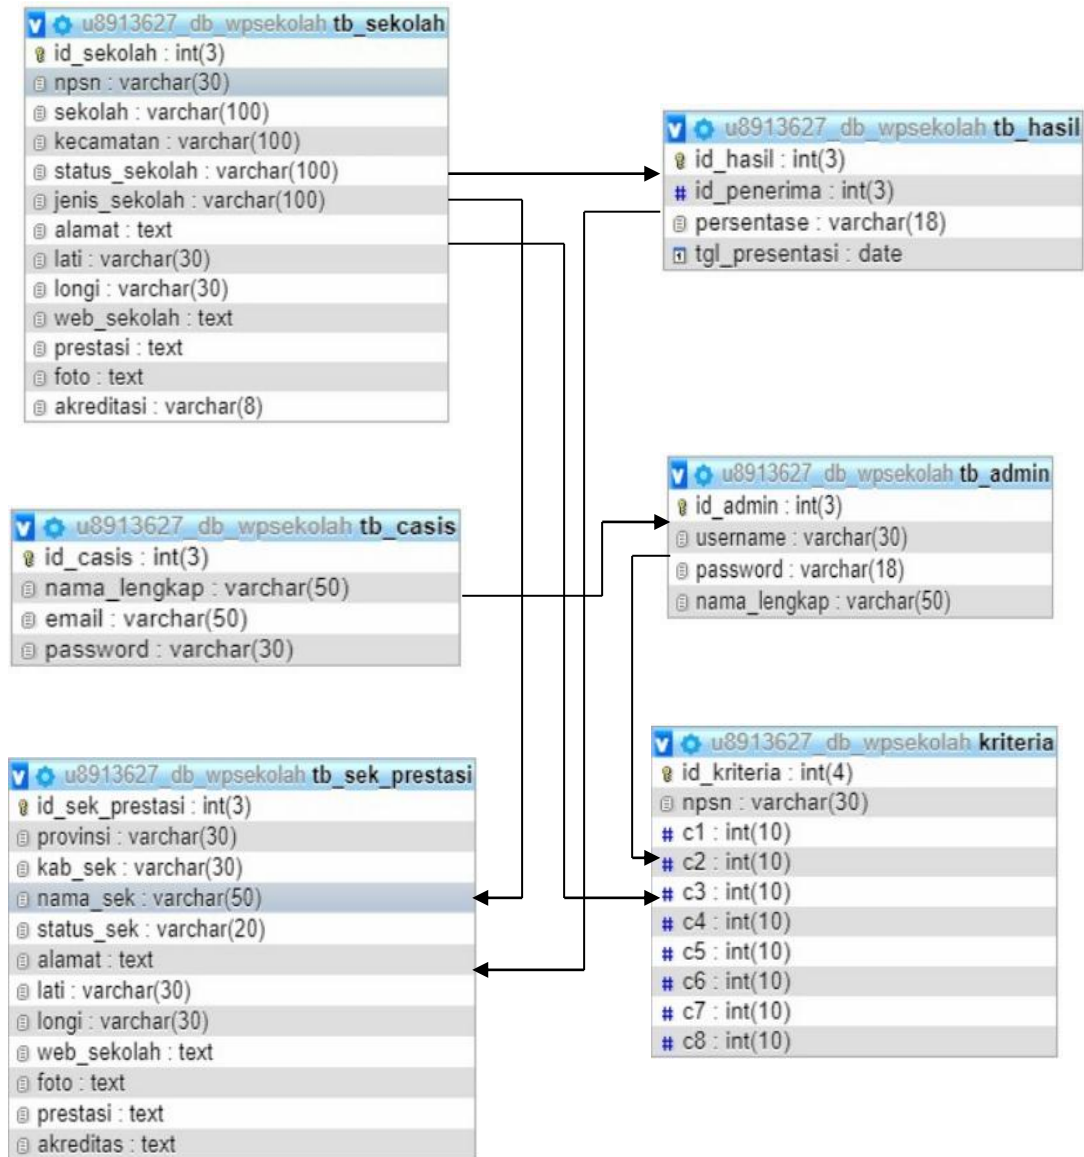 u8913627_db_wpsekolah tb_sekolah
id_sekolah : int(3)
npsn : varchar(30)
sekolah : varchar(100)
kecamatan : varchar(100)
status_sekolah : varchar(100)
jenis_sekolah : varchar(100)
alamat : text
lati : varchar(30)
longi : varchar(30)
web_sekolah : text
prestasi : text
foto : text
akreditasi : varchar(8)
u8913627_db_wpsekolah tb_hasil
id_hasil : int(3)
# id_penerima : int(3)
persentase : varchar(18)
tgl_presentasi : date
u8913627_db_wpsekolah tb_casis
id_casis : int(3)
nama_lengkap : varchar(50)
email : varchar(50)
password : varchar(30)
u8913627_db_wpsekolah tb_admin
id_admin : int(3)
username : varchar(30)
password : varchar(18)
nama_lengkap : varchar(50)
u8913627_db_wpsekolah tb_sek_prestasi
id_sek_prestasi : int(3)
provinsi : varchar(30)
kab_sek : varchar(30)
nama_sek : varchar(50)
status_sek : varchar(20)
alamat : text
lati : varchar(30)
longi : varchar(30)
web_sekolah : text
foto : text
prestasi : text
akreditas : text
u8913627_db_wpsekolah kriteria
id_kriteria : int(4)
npsn : varchar(30)
# c1 : int(10)
# c2 : int(10)
# c3 : int(10)
# c4 : int(10)
# c5 : int(10)
# c6 : int(10)
# c7 : int(10)
# c8 : int(10)